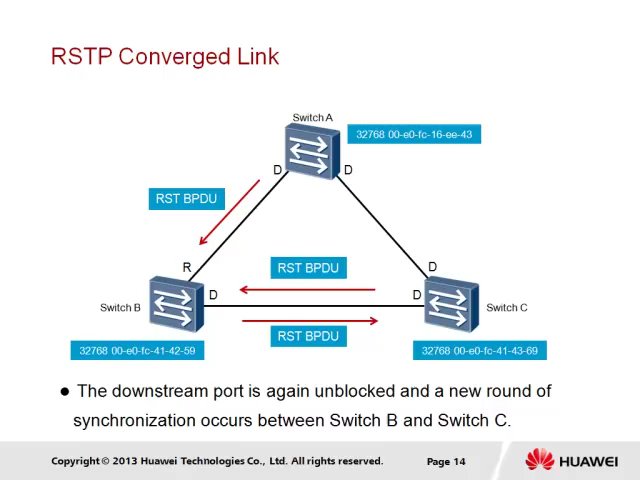 RSTP Converged Link
Switch A
32768 00-e0-fc-16-ee-43
D
D
RST BPDU
R
RST BPDU
D
D
D
Switch B
Switch C
RST BPDU
32768 00-e0-fc-41-42-59
32768 00-e0-fc-41-43-69
● The downstream port is again unblocked and a new round of
synchronization occurs between Switch B and Switch C.
Copyright © 2013 Huawei Technologies Co., Ltd. All rights reserved.
Page 14
HUAWEI